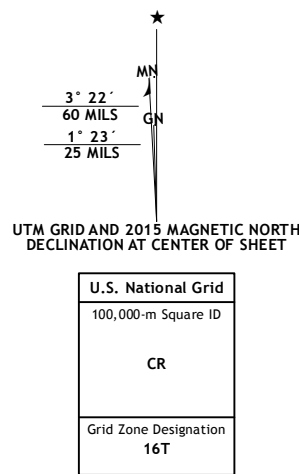 ★
MN
3° 22´
60 MILS
GN
1° 23´
25 MILS
UTM GRID AND 2015 MAGNETIC NORTH
DECLINATION AT CENTER OF SHEET
U.S. National Grid
100,000-m Square ID
CR
Grid Zone Designation
16T